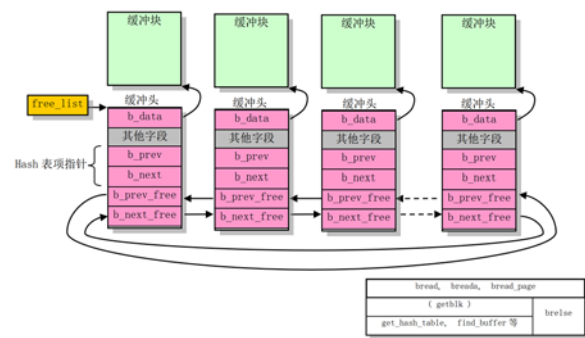 缓冲块 缓冲块 缓冲块 缓冲块
free_list
缓冲头 缓冲头 缓冲头 缓冲头
b_data b_data b_data b_data
其他字段 其他字段 其他字段 其他字段
Hash 表项指针
b_prev b_prev b_prev b_prev
b_next b_next b_next b_next
b_prev_free b_prev_free b_prev_free b_prev_free
b_next_free b_next_free b_next_free b_next_free
bread, breada, bread_page
( getblk )
brelse
get_hash_table, find_buffer 等